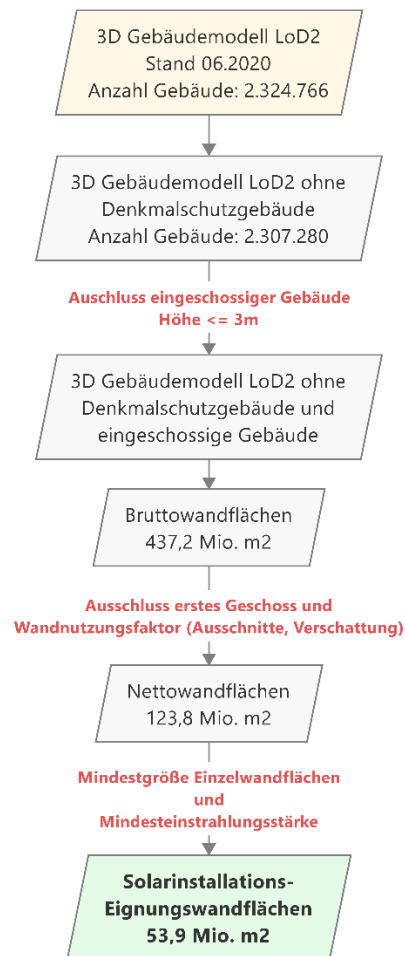 3D Gebäudemodell LoD2
Stand 06.2020
Anzahl Gebäude: 2.324.766
3D Gebäudemodell LoD2 ohne
Denkmalschutzgebäude
Anzahl Gebäude: 2.307.280
Auschluss eingeschossiger Gebäude
Höhe <= 3m
3D Gebäudemodell LoD2 ohne
Denkmalschutzgebäude und
eingeschossige Gebäude
Bruttowandflächen
437,2 Mio. m2
Ausschluss erstes Geschoss und
Wandnutzungsfaktor (Ausschnitte, Verschattung)
Nettowandflächen
123,8 Mio. m2
Mindestgröße Einzelwandflächen
und
Mindesteinstrahlungsstärke
Solarinstallations-
Eignungswandflächen
53,9 Mio. m2